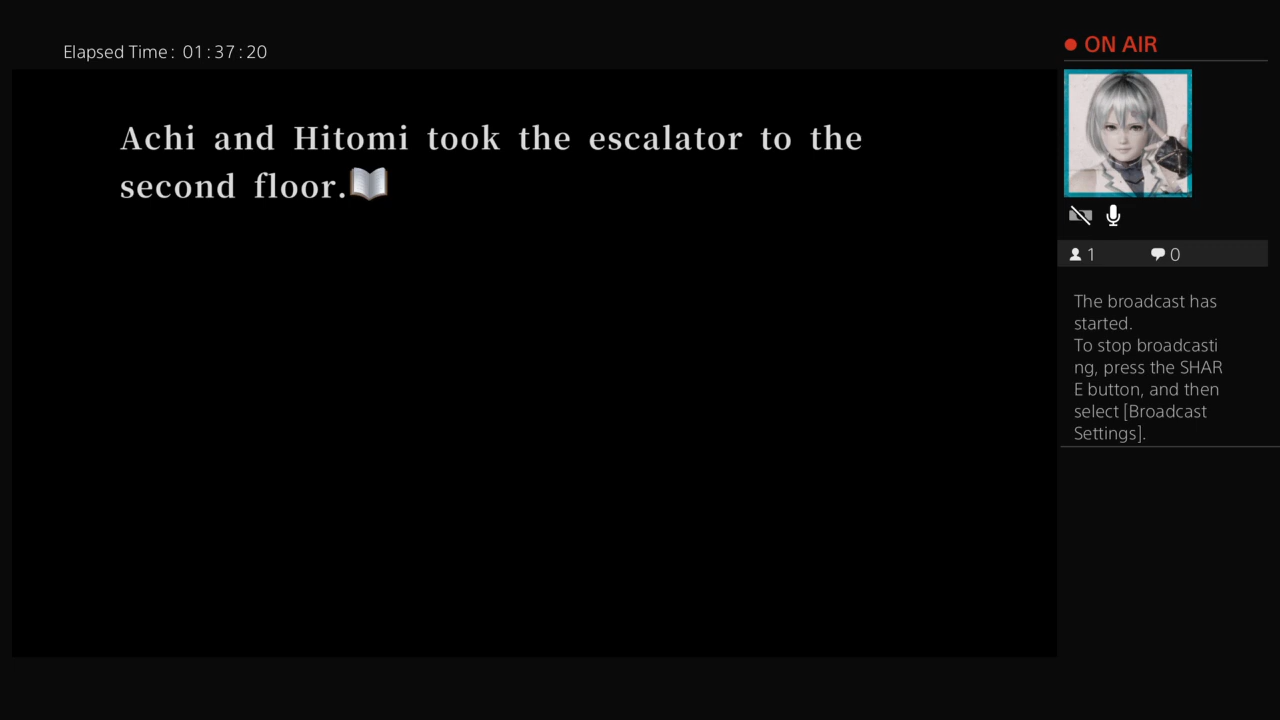 Elapsed Time: 01:37:20
ON AIR
Achi and Hitomi took the escalator to the
second floor.
1
0
The broadcast has
started.
To stop broadcasti
ng, press the SHAR
E button, and then
select [Broadcast
Settings].